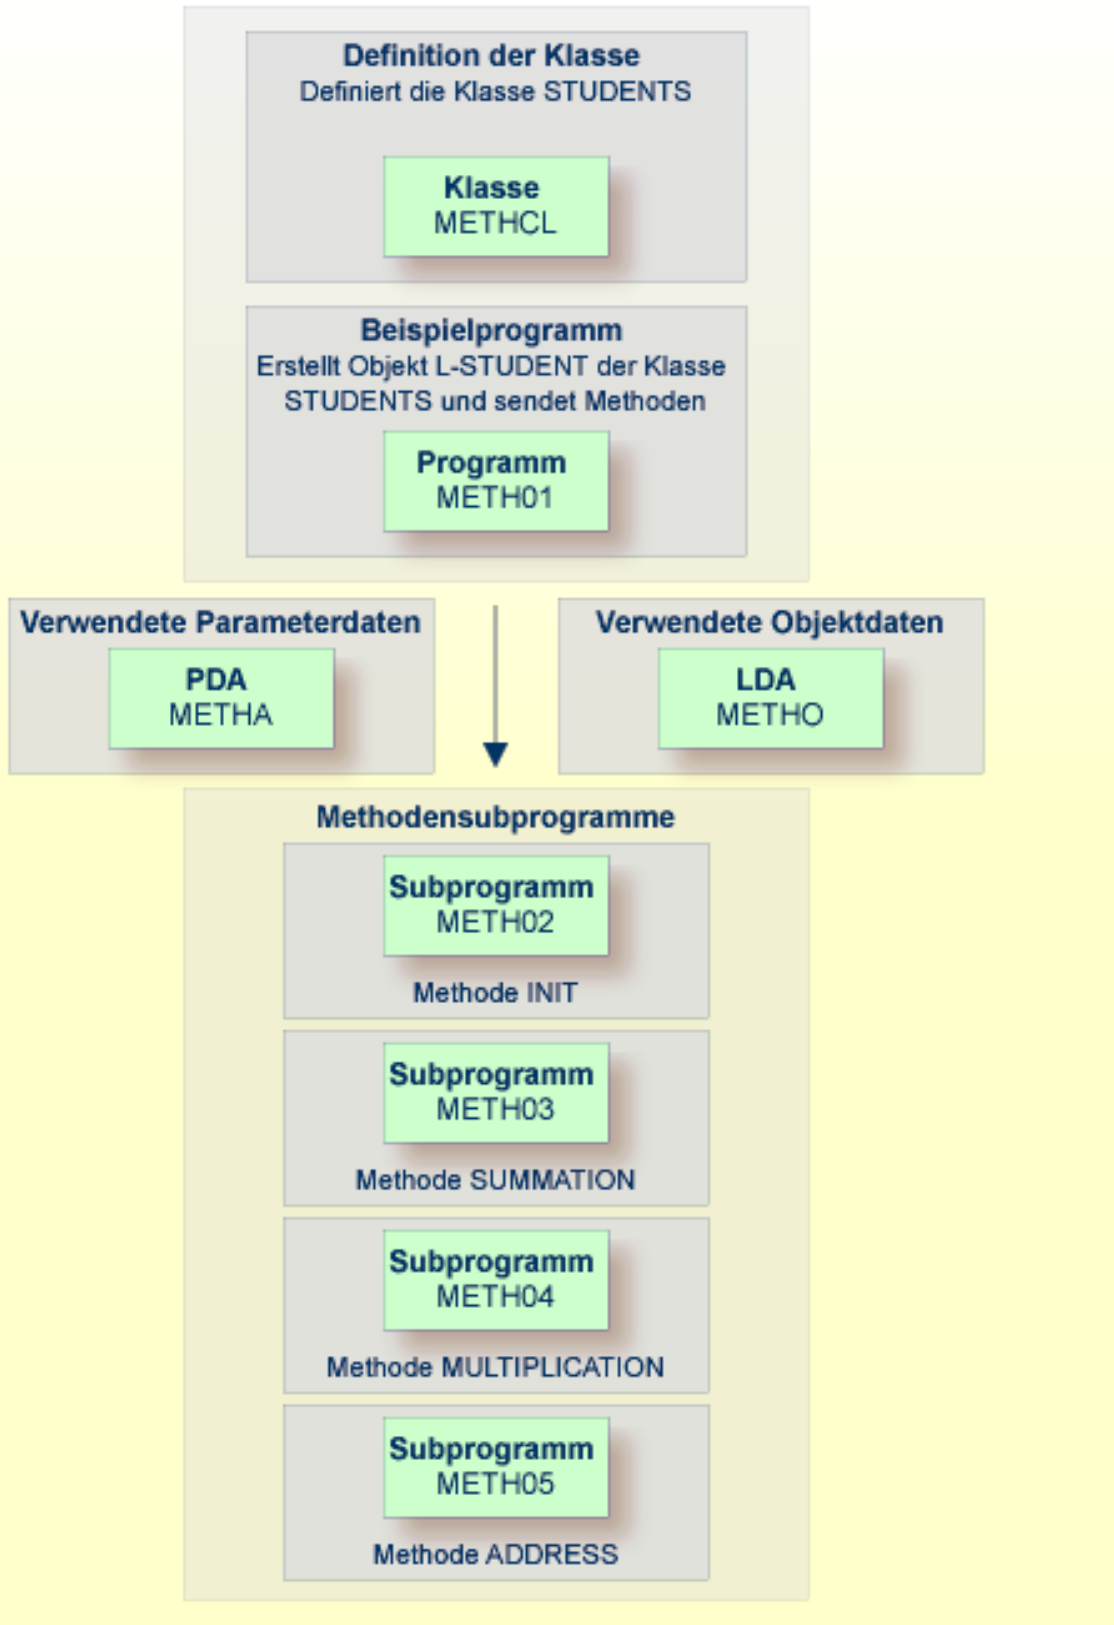 Definition der Klasse
Definiert die Klasse STUDENTS
Klasse
METHCL
Beispielprogramm
Erstellt Objekt L-STUDENT der Klasse
STUDENTS und sendet Methoden
Programm
METH01
Verwendete Parameterdaten
PDA
METHA
Verwendete Objektdaten
LDA
METHO
Methodensubprogramme
Subprogramm
METH02
Methode INIT
Subprogramm
METH03
Methode SUMMATION
Subprogramm
METH04
Methode MULTIPLICATION
Subprogramm
METH05
Methode ADDRESS